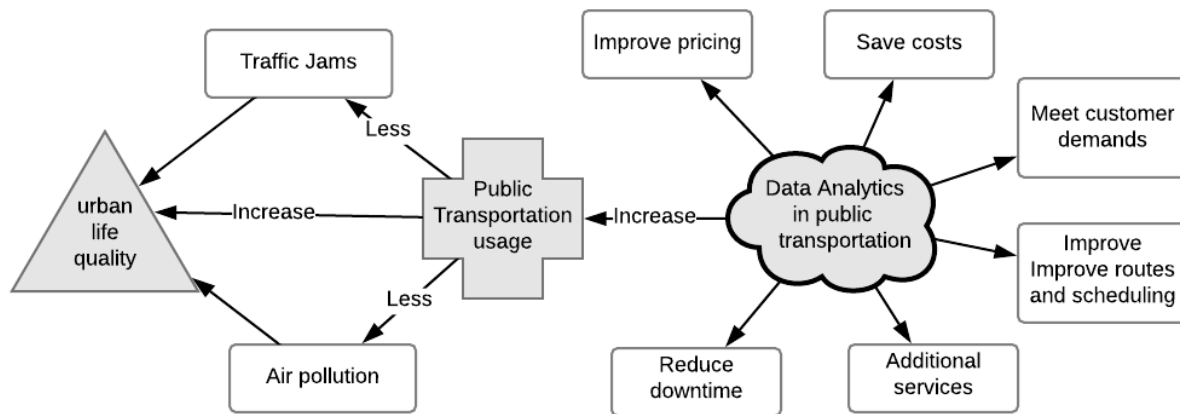 Traffic Jams
Improve pricing
Save costs
Meet customer
demands
Less
urban
life
quality
Increase
Public
Transportation
usage
Increase
Data Analytics
in public
transportation
Improve
Improve routes
and scheduling
Less
Air pollution
Reduce
downtime
Additional
services